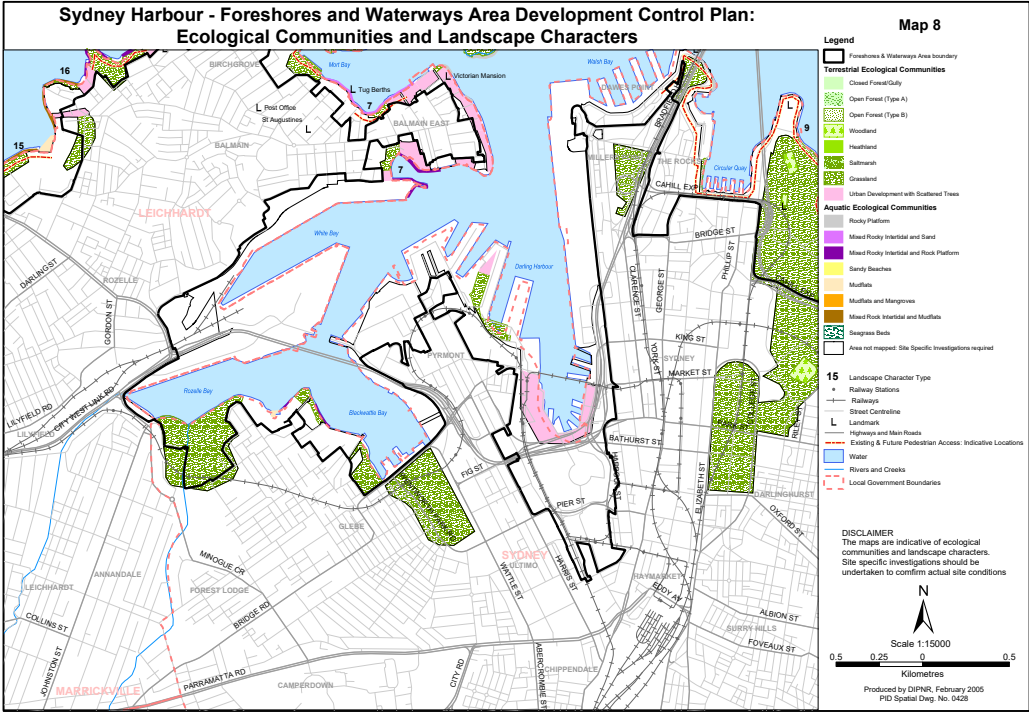 Sydney Harbour - Foreshores and Waterways Area Development Control Plan:
Ecological Communities and Landscape Characters
Map 8
Legend
Foreshores & Waterways Area boundary
Terrestrial Ecological Communities
Closed Forest/Gully
Open Forest (Type A)
Open Forest (Type B)
Woodland
Heathland
Saltmarsh
Grassland
Urban Development with Scattered Trees
Aquatic Ecological Communities
Rocky Platform
Mixed Rocky Intertidal and Sand
Mixed Rocky Intertidal and Rock Platform
Sandy Beaches
Mudflats
Mudflats and Mangroves
Mixed Rock Intertidal and Mudflats
Seagrass Beds
Area not mapped: Site Specific Investigations required
15 Landscape Character Type
Railway Stations
Railways
Street Centreline
L Landmark
Highways and Main Roads
Existing & Future Pedestrian Access: Indicative Locations
Water
Rivers and Creeks
Local Government Boundaries
DISCLAIMER
The maps are indicative of ecological
communities and landscape characters.
Site specific investigations should be
undertaken to comfirm actual site conditions
N
Scale 1:15000
0.5 0.25 0 0.5
Kilometres
Produced by DIPNR, February 2005
PID Spatial Dwg. No. 0428
16
BIRCHGROVE
Mort Bay
L Victorian Mansion
L Tug Berths
7
L Post Office
St Augustines
L
BALMAIN EAST
BALMAIN
15
7
LEICHHARDT
White Bay
DARLING ST
ROZELLE
GORDON ST
LILYFIELD RD
CITY WEST LINK RD
LILYFIELD
Rozelle Bay
Blackwattle Bay
PYRMONT
Darling Harbour
Walsh Bay
DAWES POINT
MILLER
THE ROCKS
Circular Quay
L
9
L
CAHILL EXP
BRIDGE ST
PHILLIP ST
CLARENCE ST
GEORGE ST
YORK ST
KING ST
SYDNEY
MARKET ST
BATHURST ST
ELIZABETH ST
RILEY ST
DARLINGHURST
OXFORD ST
FIG ST
PIER ST
HARRIS ST
WATTLE ST
SYDNEY
ULTIMO
GLEBE
MINOGUE CR
FOREST LODGE
BRIDGE RD
ANNANDALE
LEICHHARDT
COLLINS ST
JOHNSTON ST
MARRICKVILLE
PARRAMATTA RD
CAMPERDOWN
CITY RD
ABERCROMBIE ST
CHIPPENDALE
HAYMARKET
EDDY AV
ALBION ST
SURRY HILLS
FOVEAUX ST